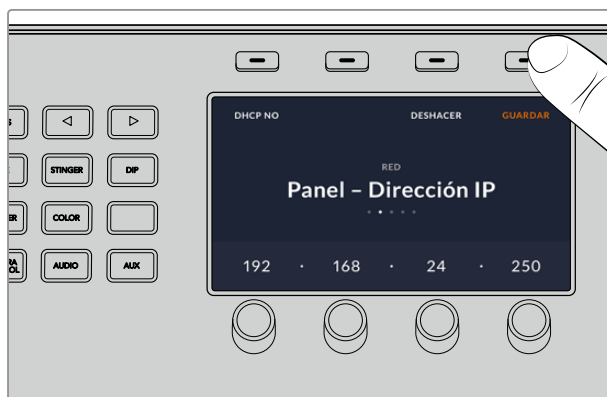 DHCP NO DESHACER GUARDAR
RED
Panel – Dirección IP
192 · 168 · 24 · 250
STINGER DIP
COLOR
AUDIO AUX